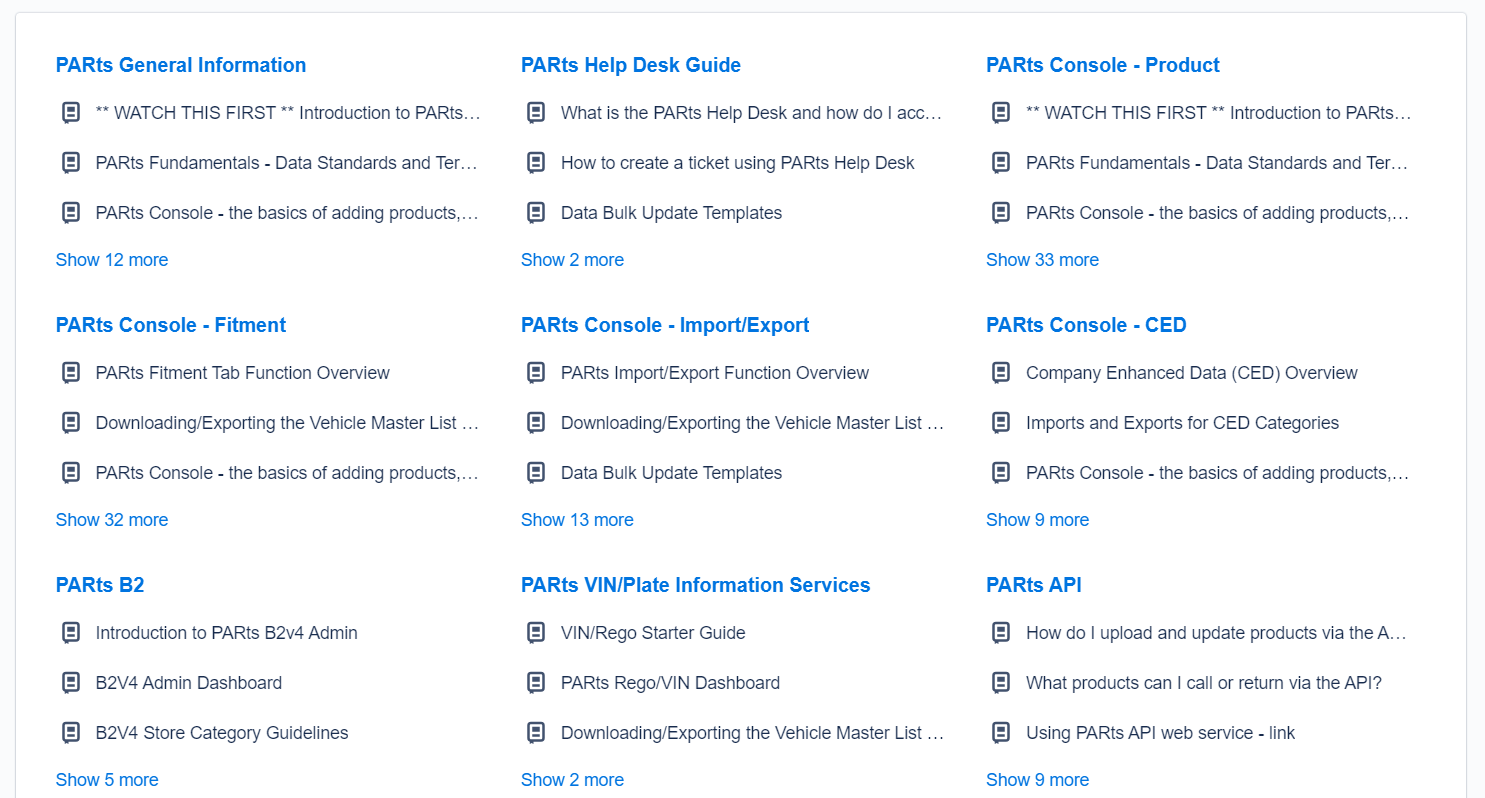 PARts General Information
** WATCH THIS FIRST ** Introduction to PARts…
PARts Fundamentals - Data Standards and Ter…
PARts Console - the basics of adding products,…
Show 12 more
PARts Help Desk Guide
What is the PARts Help Desk and how do I acc…
How to create a ticket using PARts Help Desk
Data Bulk Update Templates
Show 2 more
PARts Console - Product
** WATCH THIS FIRST ** Introduction to PARts…
PARts Fundamentals - Data Standards and Ter…
PARts Console - the basics of adding products,…
Show 33 more
PARts Console - Fitment
PARts Fitment Tab Function Overview
Downloading/Exporting the Vehicle Master List …
PARts Console - the basics of adding products,…
Show 32 more
PARts Console - Import/Export
PARts Import/Export Function Overview
Downloading/Exporting the Vehicle Master List …
Data Bulk Update Templates
Show 13 more
PARts Console - CED
Company Enhanced Data (CED) Overview
Imports and Exports for CED Categories
PARts Console - the basics of adding products,…
Show 9 more
PARts B2
Introduction to PARts B2v4 Admin
B2V4 Admin Dashboard
B2V4 Store Category Guidelines
Show 5 more
PARts VIN/Plate Information Services
VIN/Rego Starter Guide
PARts Rego/VIN Dashboard
Downloading/Exporting the Vehicle Master List …
Show 2 more
PARts API
How do I upload and update products via the A…
What products can I call or return via the API?
Using PARts API web service - link
Show 9 more